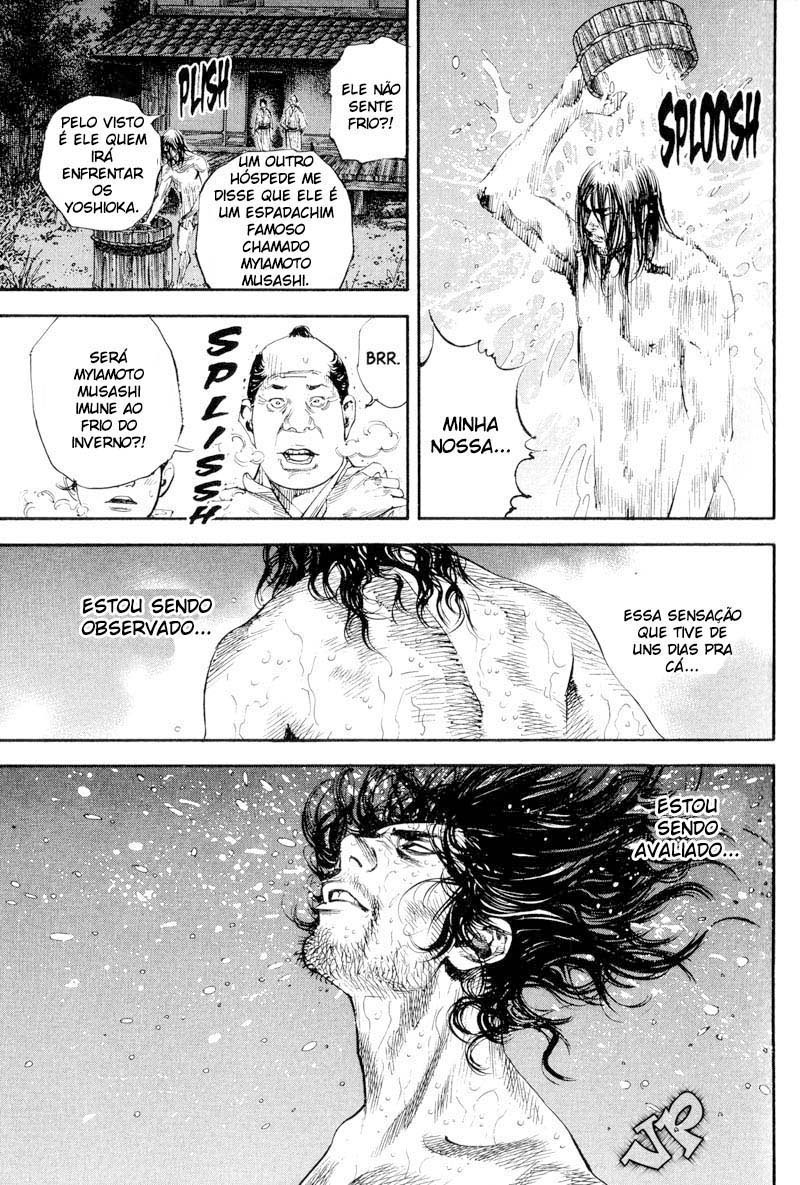 SPLOOSH
MINHA
NOSSA...
ELE NÃO
SENTE
FRIO?!
PLISH
UM OUTRO
HÓSPEDE ME
DISSE QUE ELE É
UM ESPADACHIM
FAMOSO
CHAMADO
MYIAMOTO
MUSASHI.
PELO VISTO
É ELE QUEM
IRÁ
ENFRENTAR
OS
YOSHIOKA.
BRR.
SPLISSH
SERÁ
MYIAMOTO
MUSASHI
IMUNE AO
FRIO DO
INVERNO?!
ESSA SENSAÇÃO
QUE TIVE DE
UNS DIAS PRA
CÁ...
ESTOU SENDO
OBSERVADO...
ESTOU
SENDO
AVALIADO...
VP